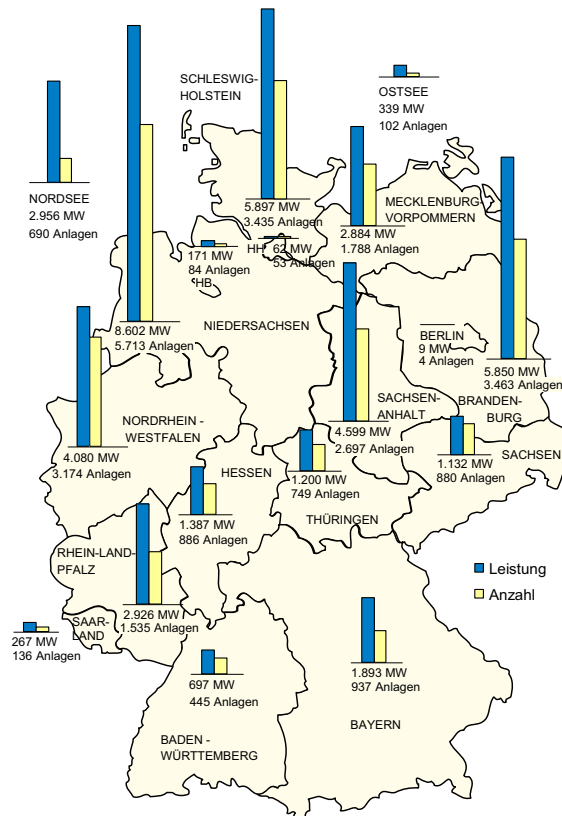 SCHLESWIG-
HOLSTEIN
OSTSEE
339 MW
102 Anlagen
NORDSEE
2.956 MW
690 Anlagen
5.897 MW
3.435 Anlagen
MECKLENBURG-
VORPOMMERN
2.884 MW
1.788 Anlagen
HH 62 MW
53 Anlagen
171 MW
84 Anlagen
HB
8.602 MW
5.713 Anlagen
NIEDERSACHSEN
BERLIN
9 MW
4 Anlagen
5.850 MW
3.463 Anlagen
BRANDEN-
BURG
SACHSEN-
ANHALT
4.599 MW
2.697 Anlagen
NORDRHEIN -
WESTFALEN
4.080 MW
3.174 Anlagen
HESSEN
1.387 MW
886 Anlagen
1.200 MW
749 Anlagen
THÜRINGEN
SACHSEN
1.132 MW
880 Anlagen
RHEIN-LAND-
PFALZ
2.926 MW
1.535 Anlagen
SAAR-
LAND
267 MW
136 Anlagen
Leistung
Anzahl
697 MW
445 Anlagen
BADEN -
WÜRTTEMBERG
1.893 MW
937 Anlagen
BAYERN